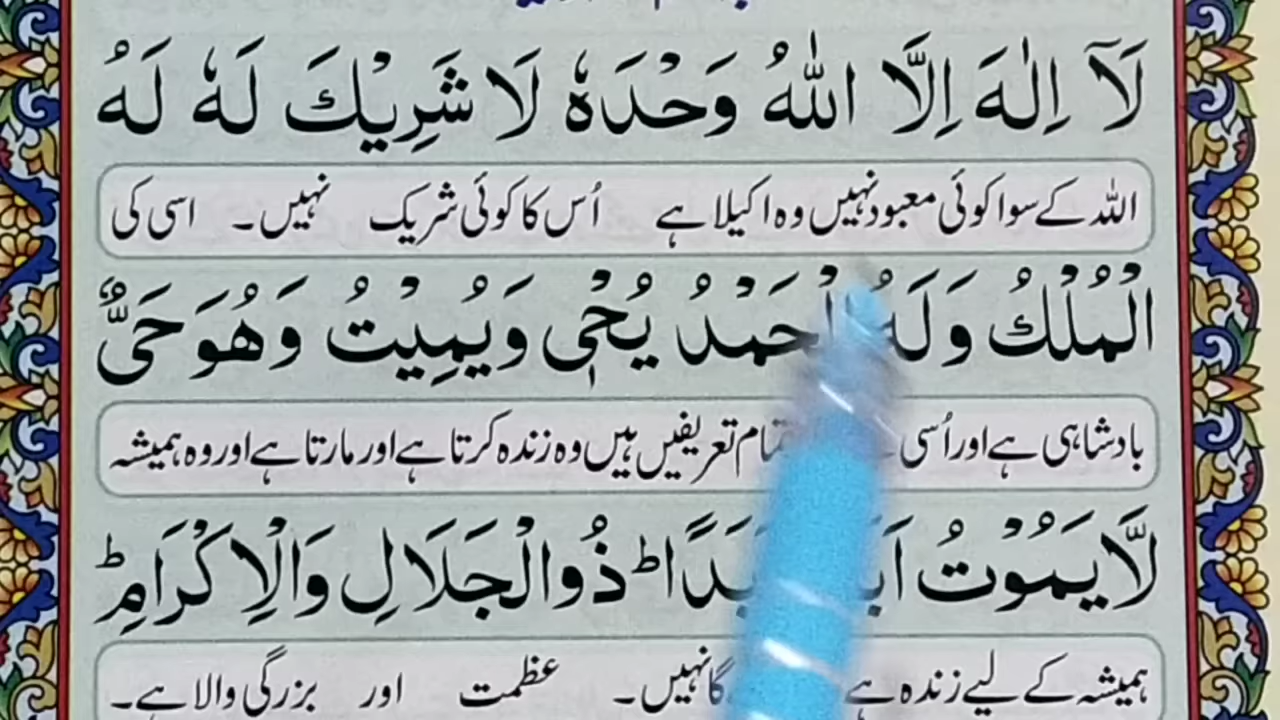 لَآ اِلٰهَ اِلَّا اللّٰهُ وَحْدَهٗ لَا شَرِيْكَ لَهٗ لَهُ
اللہ کے سوا کوئی معبود نہیں وہ اکیلا ہے اُس کا کوئی شریک نہیں۔ اسی کی
الْمُلْكُ وَلَهُ الْحَمْدُ يُحْيٖ وَيُمِيْتُ وَهُوَ حَيٌّ
بادشاہی ہے اور اُسی تمام تعریفیں ہیں وہ زندہ کرتا ہے اور مارتا ہے اور وہ ہمیشہ
لَّا يَمُوْتُ اَبَدًا ؕ ذُو الْجَلَالِ وَالْاِكْرَامِ ؕ
ہمیشہ کے لیے زندہ ہے نہیں۔ عظمت اور بزرگی والا ہے۔